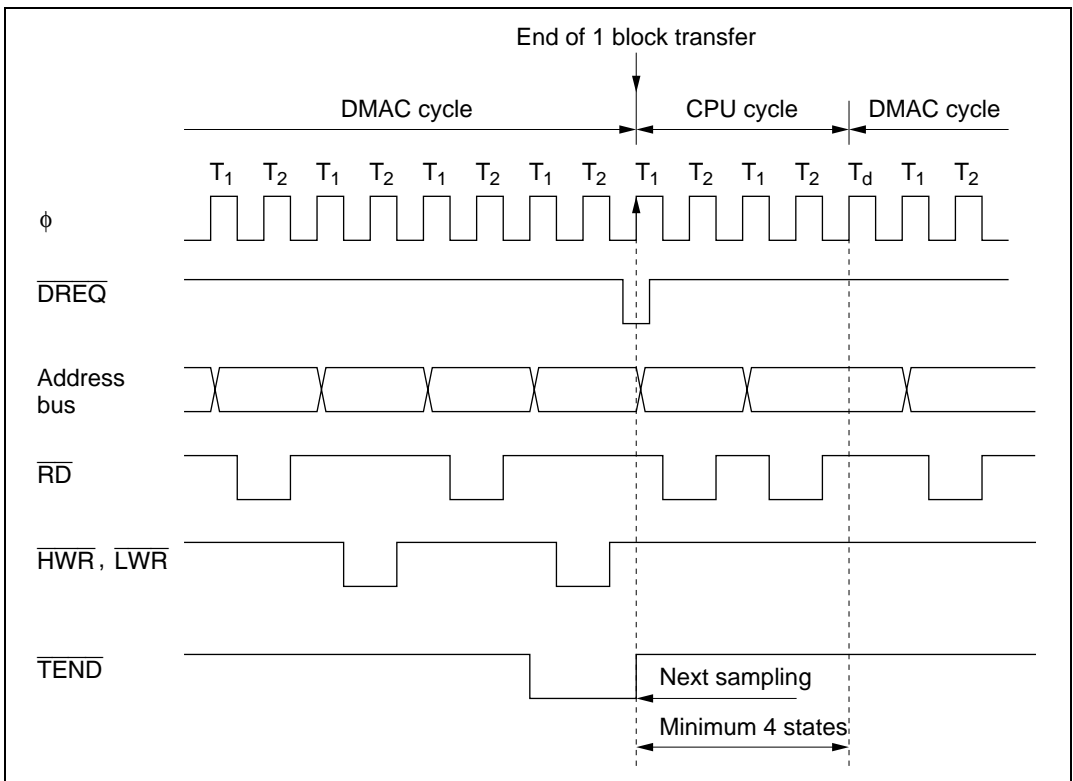 End of 1 block transfer
DMAC cycle CPU cycle DMAC cycle
T1 T2 T1 T2 T1 T2 T1 T2 T1 T2 T1 T2 Td T1 T2
ϕ
DREQ
Address
bus
RD
HWR, LWR
TEND
Next sampling
Minimum 4 states